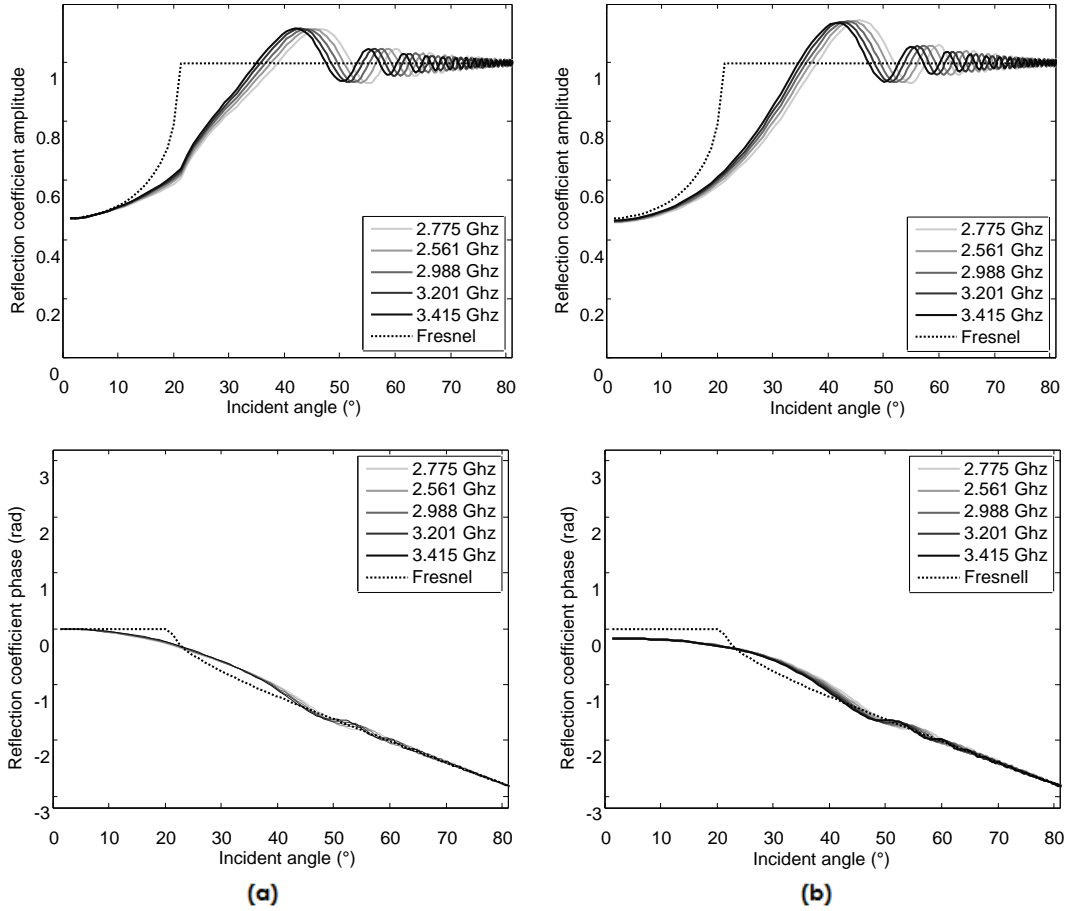 Reflection coefficient amplitude
1
0.8
0.6
0.4
0.2
0
0 10 20 30 40 50 60 70 80
Incident angle (°)
2.775 Ghz
2.561 Ghz
2.988 Ghz
3.201 Ghz
3.415 Ghz
Fresnel
Reflection coefficient amplitude
1
0.8
0.6
0.4
0.2
0
0 10 20 30 40 50 60 70 80
Incident angle (°)
2.775 Ghz
2.561 Ghz
2.988 Ghz
3.201 Ghz
3.415 Ghz
Fresnel
Reflection coefficient phase (rad)
3
2
1
0
-1
-2
-3
0 10 20 30 40 50 60 70 80
Incident angle (°)
2.775 Ghz
2.561 Ghz
2.988 Ghz
3.201 Ghz
3.415 Ghz
Fresnel
(a)
Reflection coefficient phase (rad)
3
2
1
0
-1
-2
-3
0 10 20 30 40 50 60 70 80
Incident angle (°)
2.775 Ghz
2.561 Ghz
2.988 Ghz
3.201 Ghz
3.415 Ghz
Fresnell
(b)